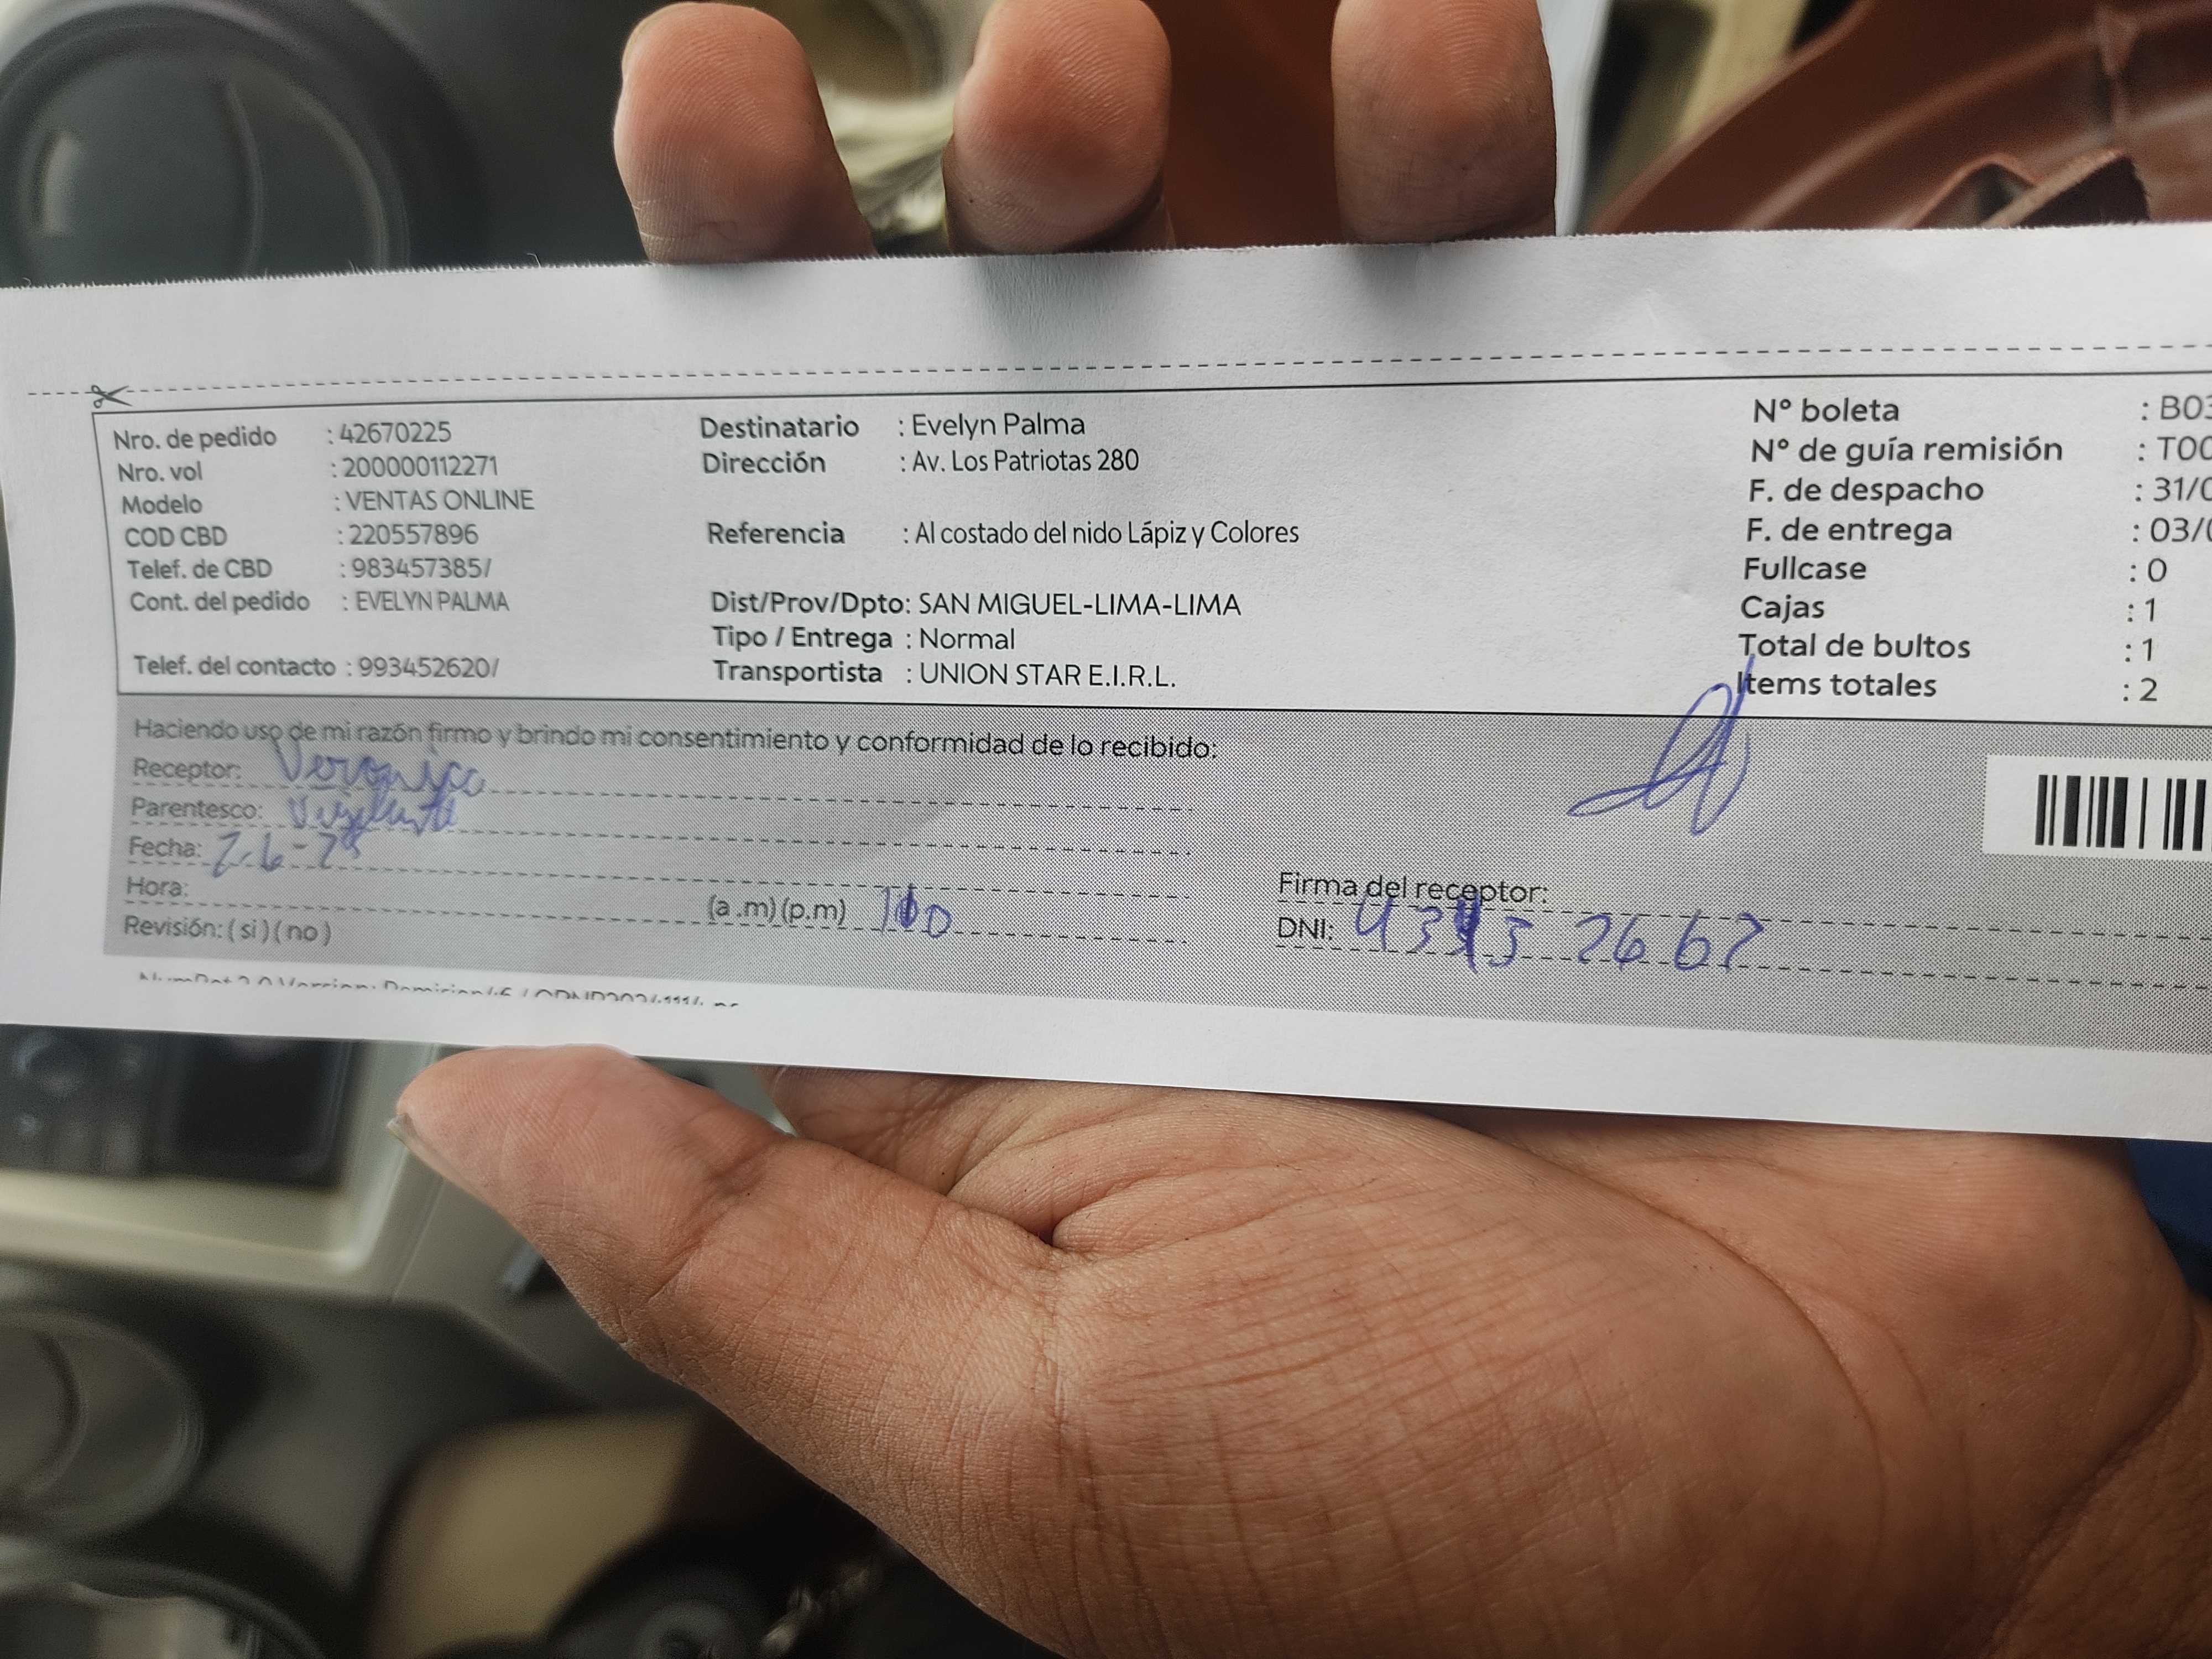 Nro. de pedido : 42670225
Nro. vol : 200000112271
Modelo : VENTAS ONLINE
COD CBD : 220557896
Telef. de CBD : 983457385/
Cont. del pedido : EVELYN PALMA
Telef. del contacto : 993452620/
Destinatario : Evelyn Palma
Dirección : Av. Los Patriotas 280
Referencia : Al costado del nido Lápiz y Colores
Dist/Prov/Dpto: SAN MIGUEL-LIMA-LIMA
Tipo / Entrega : Normal
Transportista : UNION STAR E.I.R.L.
N° boleta : B03
N° de guía remisión : T00
F. de despacho : 31/0
F. de entrega : 03/0
Fullcase : 0
Cajas : 1
Total de bultos : 1
Items totales : 2
Haciendo uso de mi razón firmo y brindo mi consentimiento y conformidad de lo recibido:
Receptor: Veronica
Parentesco: Vigilante
Fecha:
Hora: (a .m)(p.m)
Revisión: ( si ) ( no )
Firma del receptor:
DNI: